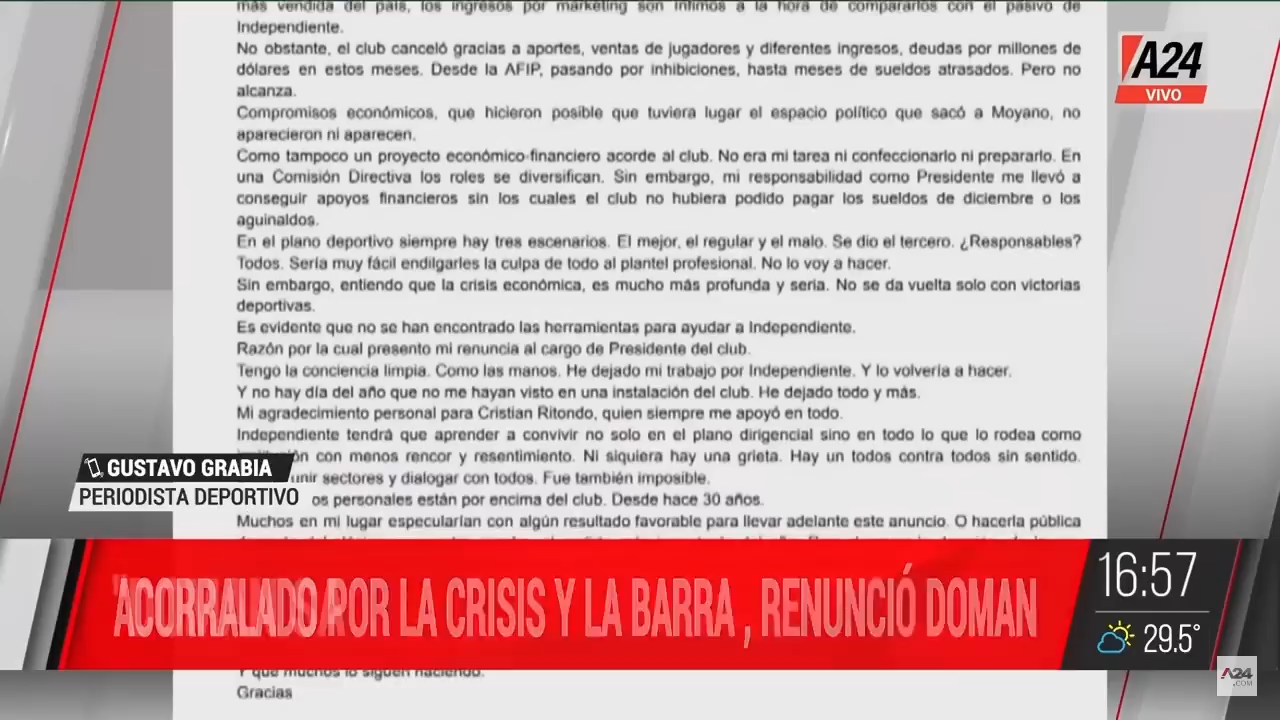 más vendida del país, los ingresos por marketing son ínfimos a la hora de compararlos con el pasivo de
Independiente.
No obstante, el club canceló gracias a aportes, ventas de jugadores y diferentes ingresos, deudas por millones de
dólares en estos meses. Desde la AFIP, pasando por inhibiciones, hasta meses de sueldos atrasados. Pero no
alcanza.
Compromisos económicos, que hicieron posible que tuviera lugar el espacio político que sacó a Moyano, no
aparecieron ni aparecen.
Como tampoco un proyecto económico-financiero acorde al club. No era mi tarea ni confeccionarlo ni prepararlo. En
una Comisión Directiva los roles se diversifican. Sin embargo, mi responsabilidad como Presidente me llevó a
conseguir apoyos financieros sin los cuales el club no hubiera podido pagar los sueldos de diciembre o los
aguinaldos.
En el plano deportivo siempre hay tres escenarios. El mejor, el regular y el malo. Se dio el tercero. ¿Responsables?
Todos. Sería muy fácil endilgarles la culpa de todo al plantel profesional. No lo voy a hacer.
Sin embargo, entiendo que la crisis económica, es mucho más profunda y seria. No se da vuelta solo con victorias
deportivas.
Es evidente que no se han encontrado las herramientas para ayudar a Independiente.
Razón por la cual presento mi renuncia al cargo de Presidente del club.
Tengo la conciencia limpia. Como las manos. He dejado mi trabajo por Independiente. Y lo volvería a hacer.
Y no hay día del año que no me hayan visto en una instalación del club. He dejado todo y más.
Mi agradecimiento personal para Cristian Ritondo, quien siempre me apoyó en todo.
Independiente tendrá que aprender a convivir no solo en el plano dirigencial sino en todo lo que lo rodea como
con menos rencor y resentimiento. Ni siquiera hay una grieta. Hay un todos contra todos sin sentido.
unir sectores y dialogar con todos. Fue también imposible.
os personales están por encima del club. Desde hace 30 años.
Muchos en mi lugar especularían con algún resultado favorable para llevar adelante este anuncio. O hacerla pública
Y que muchos lo siguen haciendo.
Gracias
A24
VIVO
GUSTAVO GRABIA
PERIODISTA DEPORTIVO
ACORRALADO POR LA CRISIS Y LA BARRA, RENUNCIÓ DOMAN
16:57
29.5°
A24
.COM